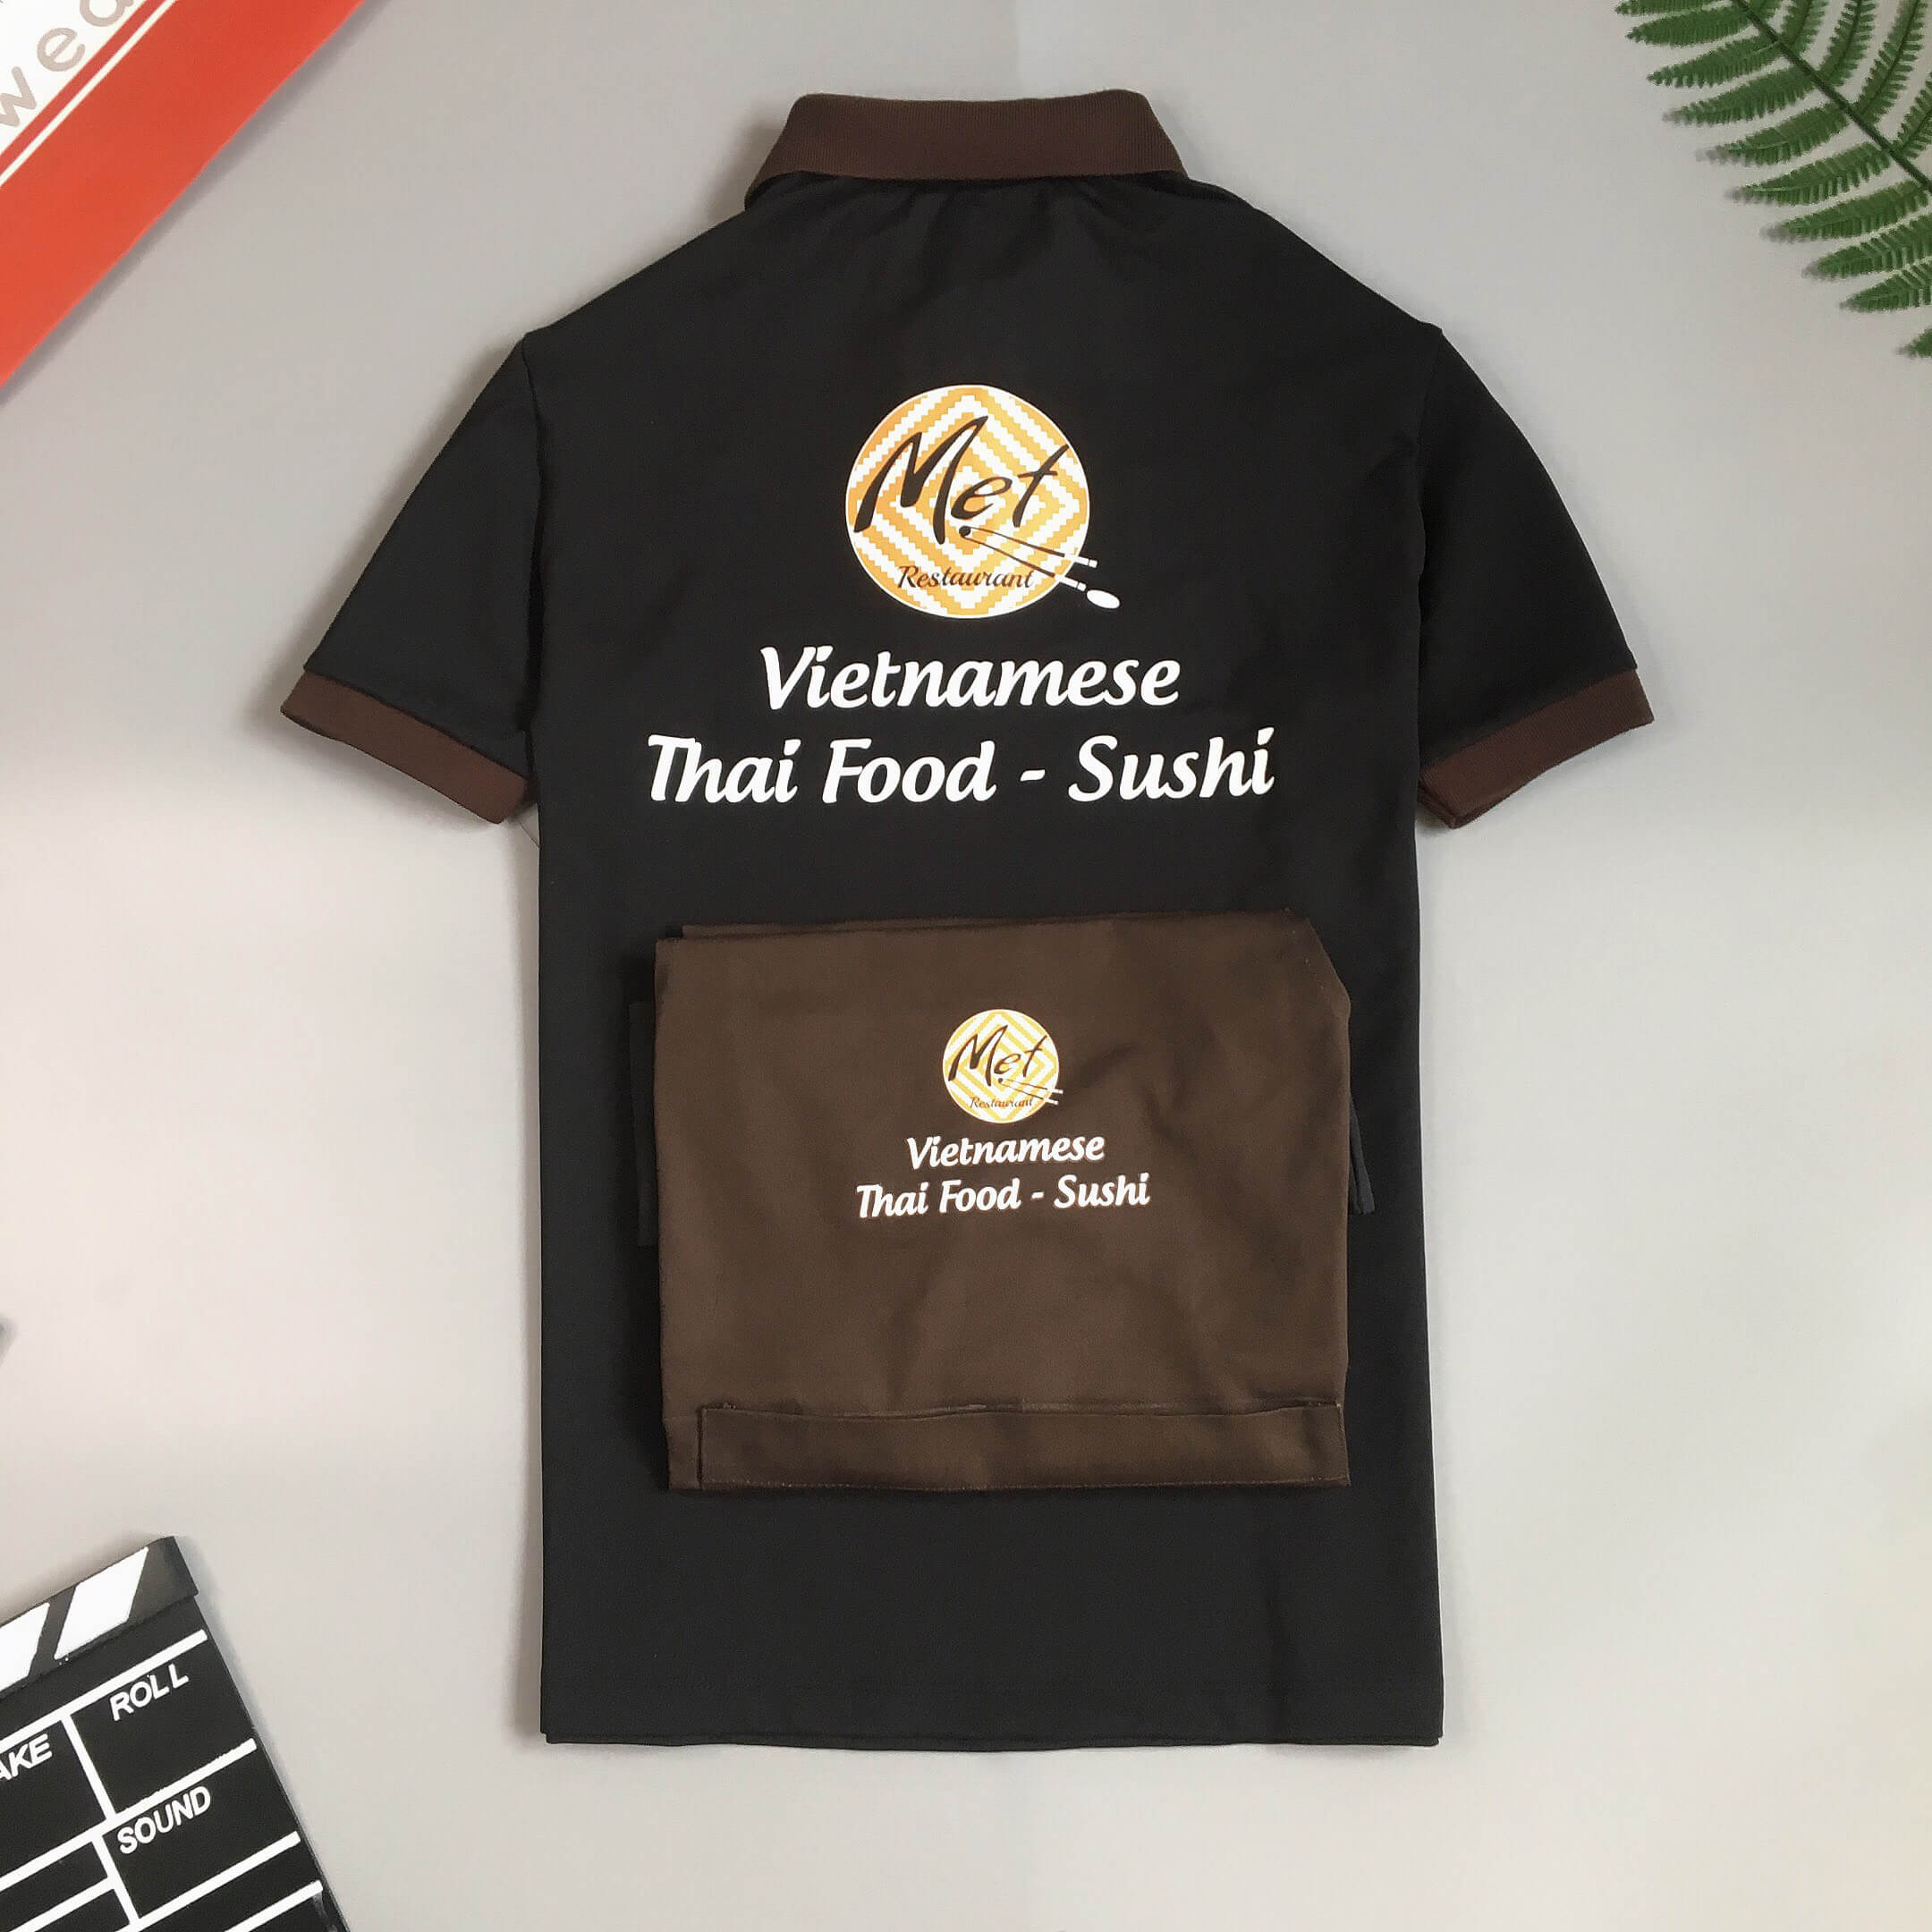 Met
Restaurant
Vietnamese
Thai Food - Sushi
Met
Restaurant
Vietnamese
Thai Food - Sushi
ROLL
SOUND